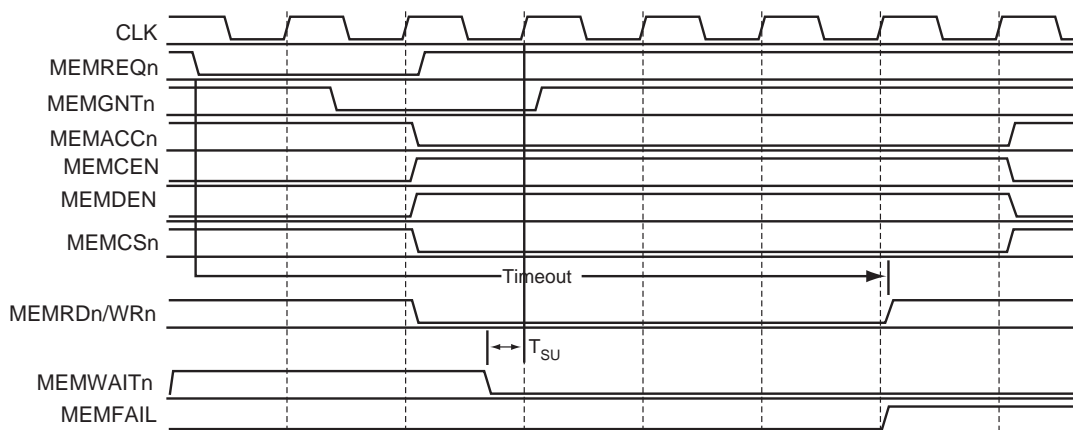 CLK
MEMREQn
MEMGNTn
MEMACCn
MEMCEN
MEMDEN
MEMCSn
Timeout
MEMRDn/WRn
TSU
MEMWAITn
MEMFAIL